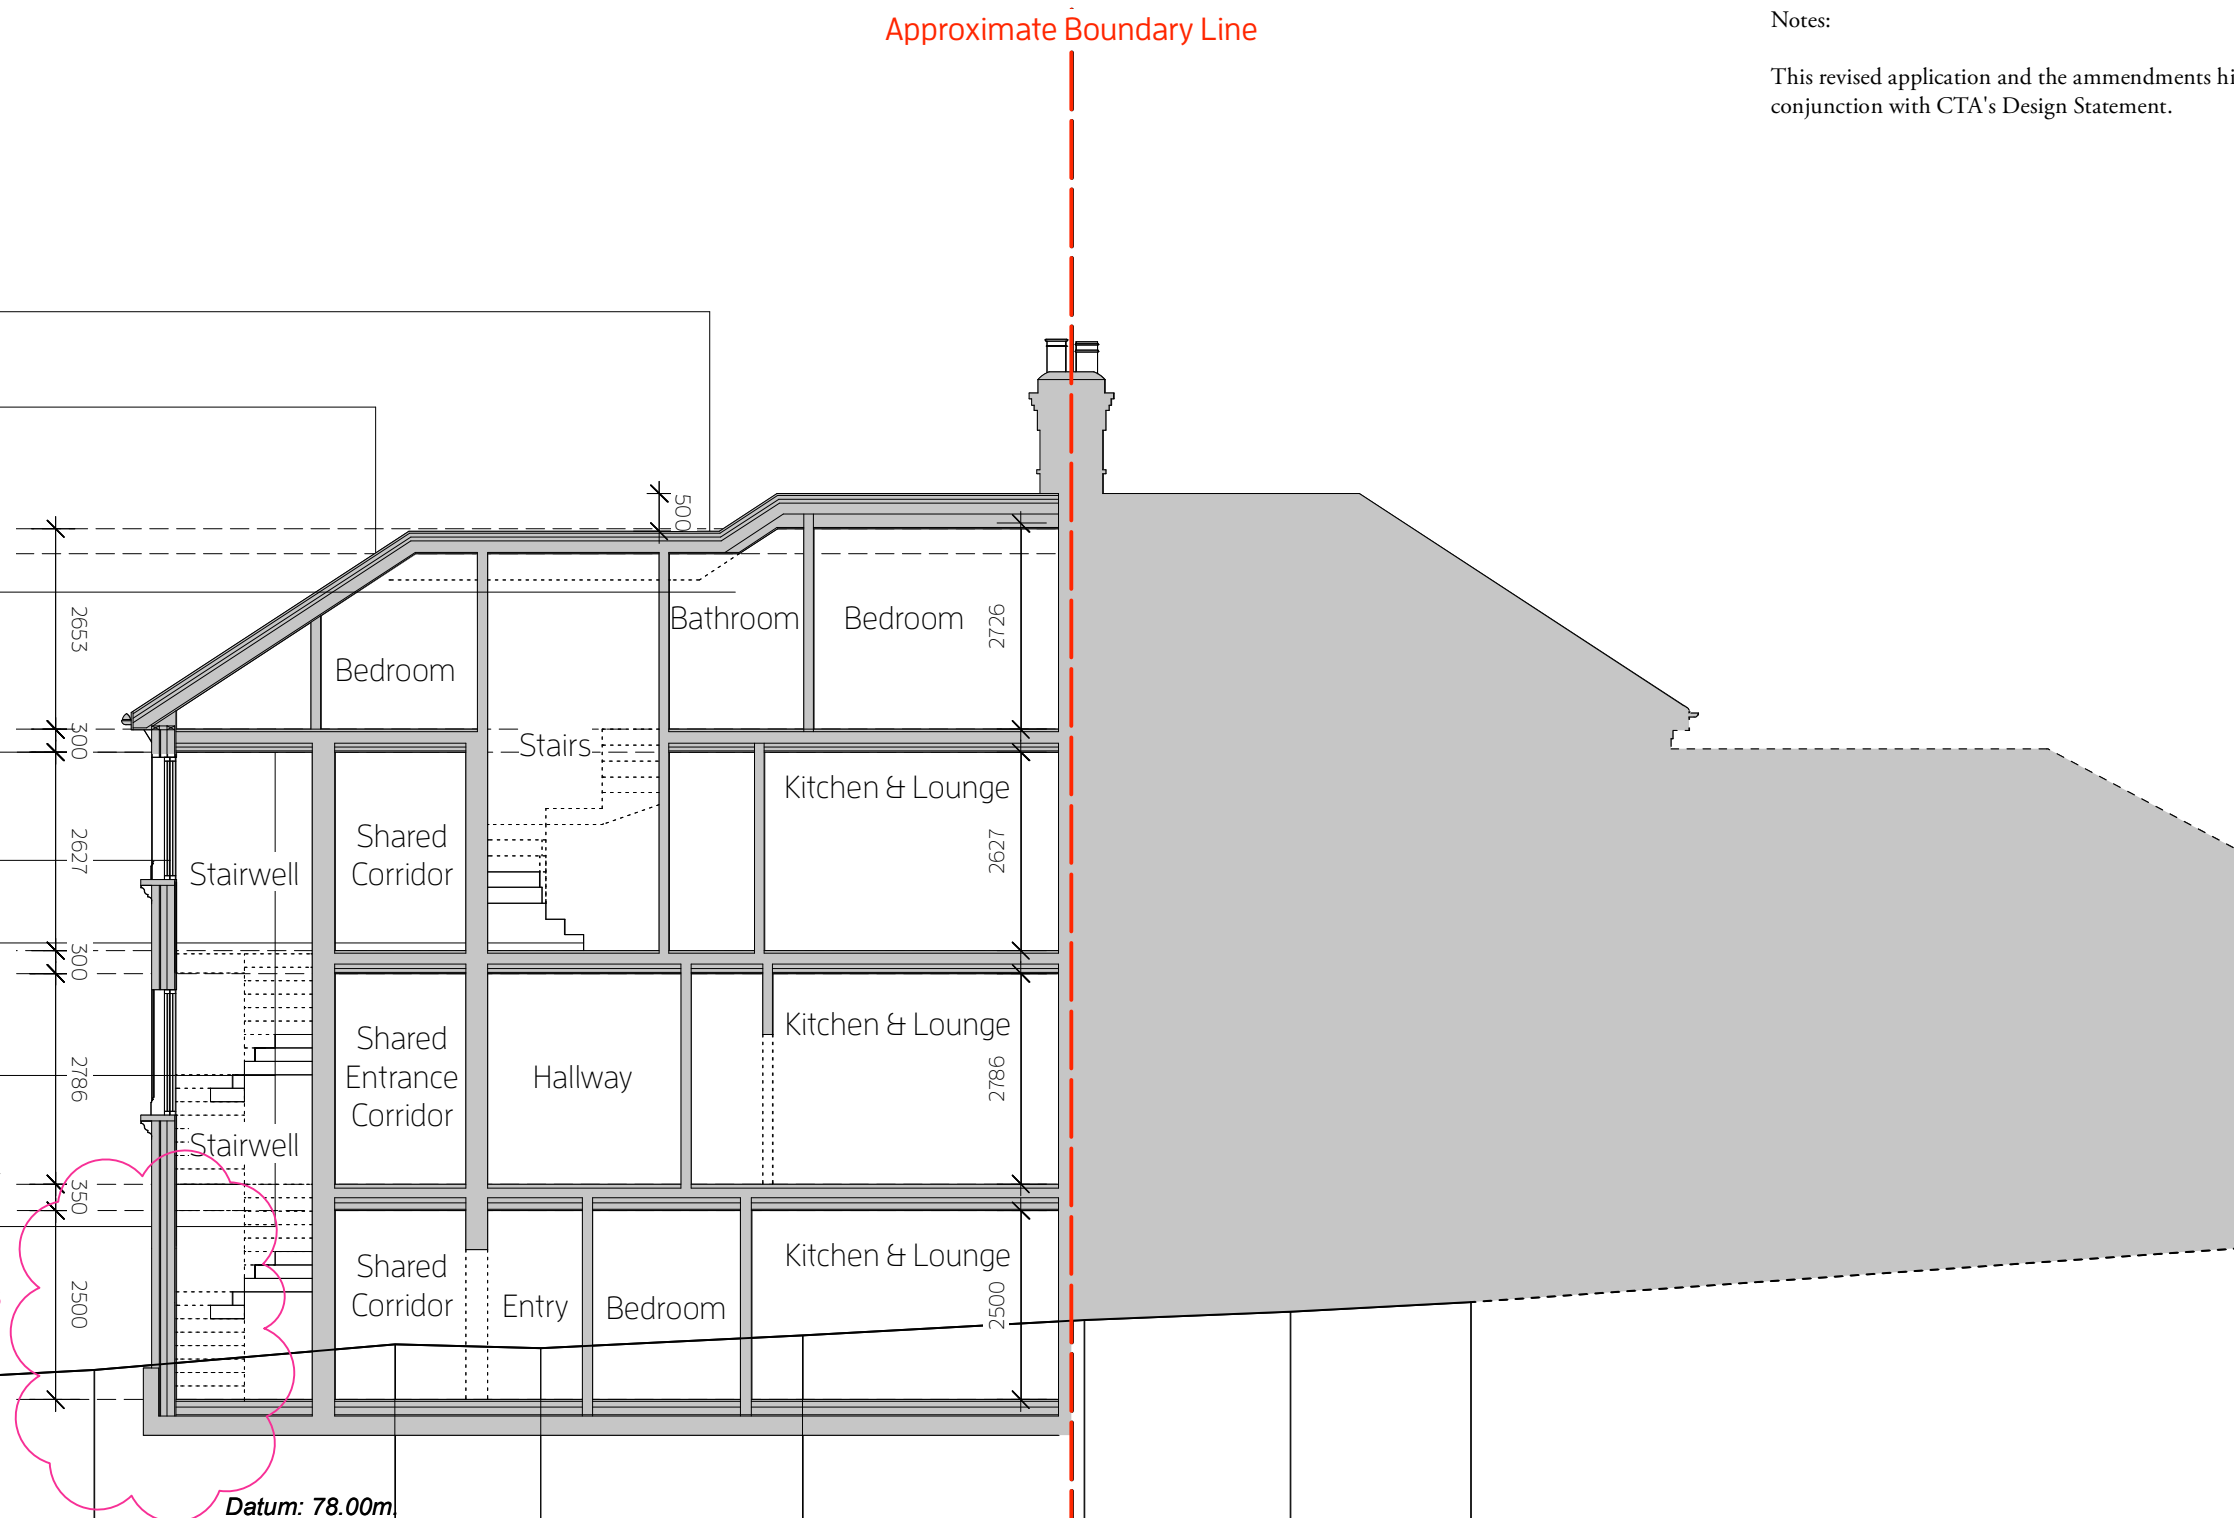 Approximate Boundary Line
Notes:
This revised application and the ammendments hi
conjunction with CTA's Design Statement.
500
2653
Bathroom
Bedroom
2726
Bedroom
300
Stairs
Kitchen & Lounge
2627
Stairwell
Shared
Corridor
2627
300
Shared
Entrance
Corridor
Hallway
Kitchen & Lounge
2786
2786
Stairwell
350
Shared
Corridor
Entry
Bedroom
Kitchen & Lounge
2500
2500
Datum: 78.00m.